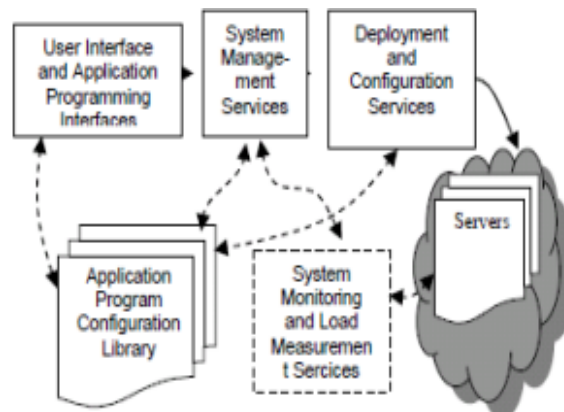 User Interface
and Application
Programming
Interfaces
System
Manage-
ment
Services
Deployment
and
Configuration
Services
Servers
Application
Program
Configuration
Library
System
Monitoring
and Load
Measuremen
t Sercices